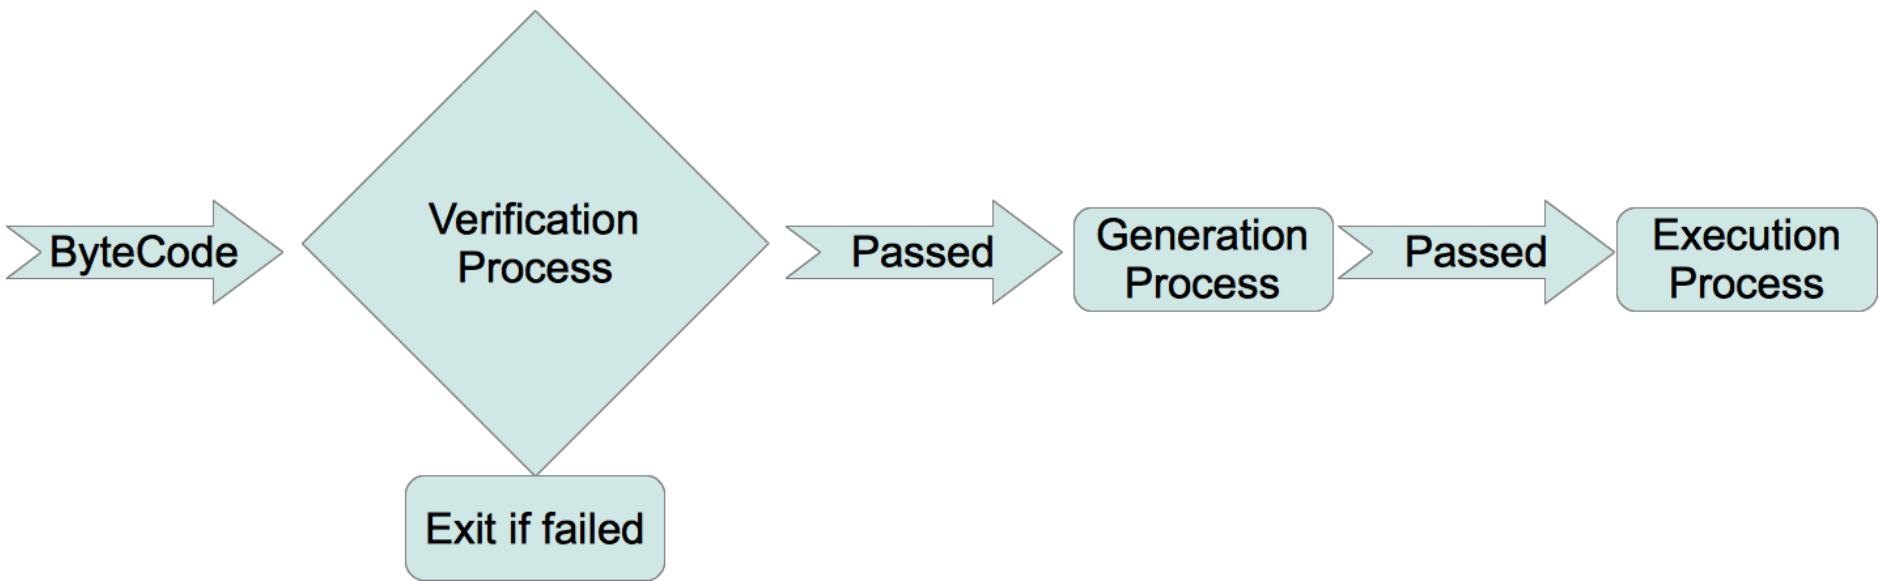 ByteCode
Verification
Process
Passed
Generation
Process
Passed
Execution
Process
Exit if failed